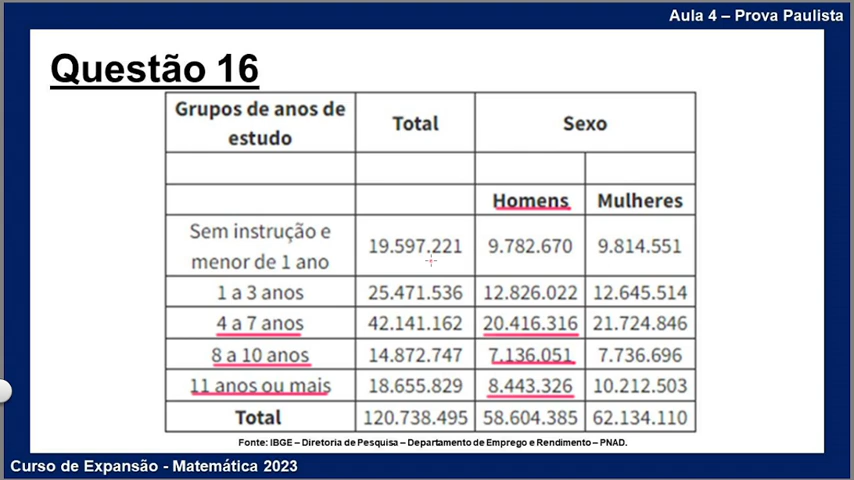 Aula 4 – Prova Paulista
Questão 16
Grupos de anos de estudo Total Sexo
Homens Mulheres
Sem instrução e menor de 1 ano 19.597.221 9.782.670 9.814.551
1 a 3 anos 25.471.536 12.826.022 12.645.514
4 a 7 anos 42.141.162 20.416.316 21.724.846
8 a 10 anos 14.872.747 7.136.051 7.736.696
11 anos ou mais 18.655.829 8.443.326 10.212.503
Total 120.738.495 58.604.385 62.134.110
Fonte: IBGE – Diretoria de Pesquisa – Departamento de Emprego e Rendimento – PNAD.
Curso de Expansão - Matemática 2023